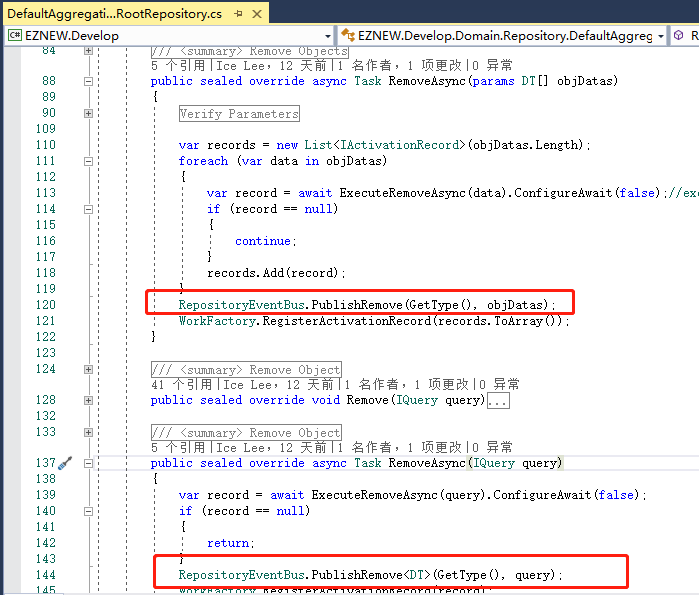 DefaultAggregati...RootRepository.cs
C# EZNEW.Develop EZNEW.Develop.Domain.Repository.DefaultAggreg R
84 /// <summary> Remove Objects
5 个引用|Ice Lee，12 天前|1 名作者，1 项更改|0 异常
88 public sealed override async Task RemoveAsync(params DT[] objDatas)
89 {
90 Verify Parameters
109
110 var records = new List<IActivationRecord>(objDatas.Length);
111 foreach (var data in objDatas)
112 {
113 var record = await ExecuteRemoveAsync(data).ConfigureAwait(false);//exe
114 if (record == null)
115 {
116 continue;
117 }
118 records.Add(record);
119 }
120 RepositoryEventBus.PublishRemove(GetType(), objDatas);
121 WorkFactory.RegisterActivationRecord(records.ToArray());
122 }
123
124 /// <summary> Remove Object
41 个引用|Ice Lee，12 天前|1 名作者，1 项更改|0 异常
128 public sealed override void Remove(IQuery query)...
132
133 /// <summary> Remove Object
5 个引用|Ice Lee，12 天前|1 名作者，1 项更改|0 异常
137 public sealed override async Task RemoveAsync(IQuery query)
138 {
139 var record = await ExecuteRemoveAsync(query).ConfigureAwait(false);
140 if (record == null)
141 {
142 return;
143 }
144 RepositoryEventBus.PublishRemove<DT>(GetType(), query);
145 WorkFactory.RegisterActivationRecord(record);